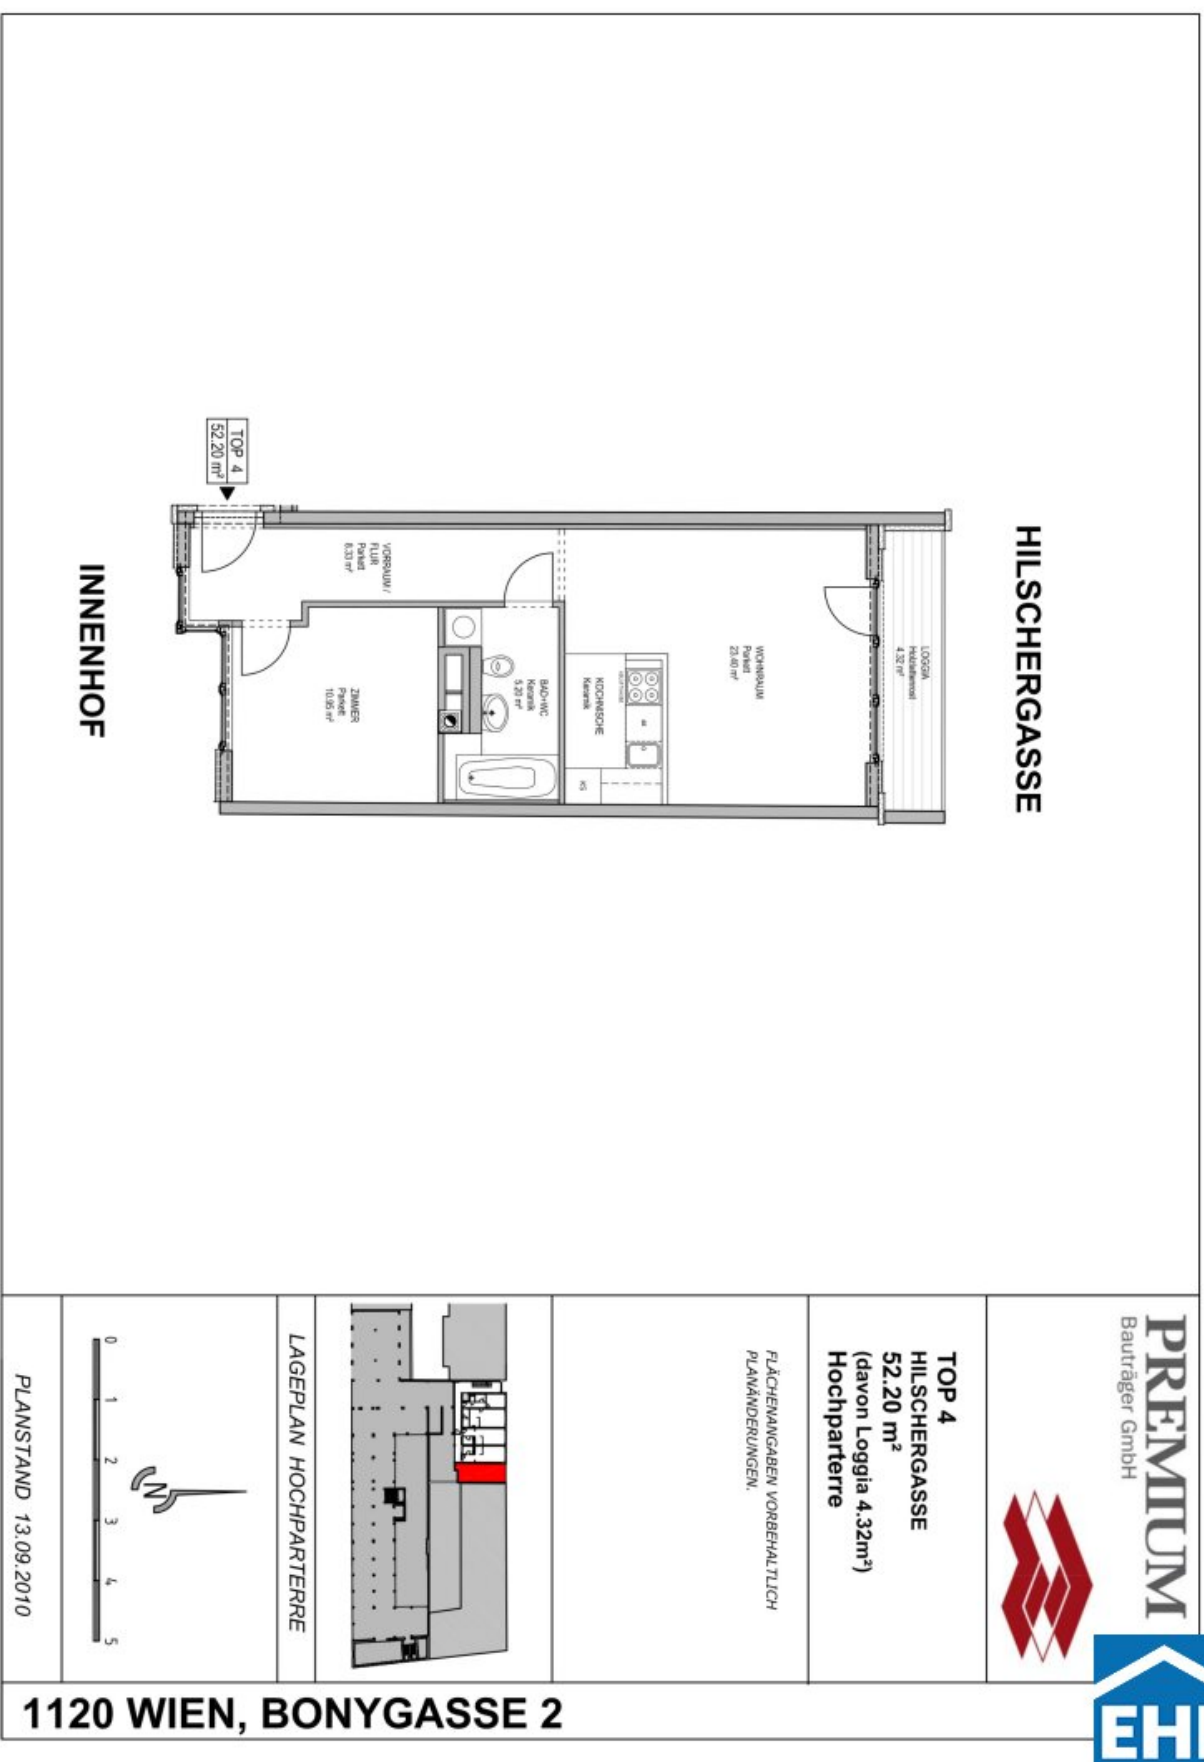 HILSCHERGASSE
LOGGIA
Holzlattenrost
4.32 m²
WOHNRAUM
Parkett
23.40 m²
KOCHNISCHE
Keramik
KS
BAD+WC
Keramik
5.20 m²
VORRAUM /
FLUR
Parkett
8.33 m²
ZIMMER
Parkett
10.95 m²
TOP 4
52.20 m²
INNENHOF
PREMIUM
Bauträger GmbH
TOP 4
HILSCHERGASSE
52.20 m²
(davon Loggia 4.32m²)
Hochparterre
FLÄCHENANGABEN VORBEHALTLICH
PLANÄNDERUNGEN.
LAGEPLAN HOCHPARTERRE
N
0 1 2 3 4 5
PLANSTAND 13.09.2010
1120 WIEN, BONYGASSE 2
EH